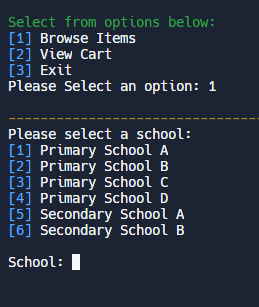 Select from options below:
[1] Browse Items
[2] View Cart
[3] Exit
Please Select an option: 1
--------------------------------
Please select a school:
[1] Primary School A
[2] Primary School B
[3] Primary School C
[4] Primary School D
[5] Secondary School A
[6] Secondary School B
School: